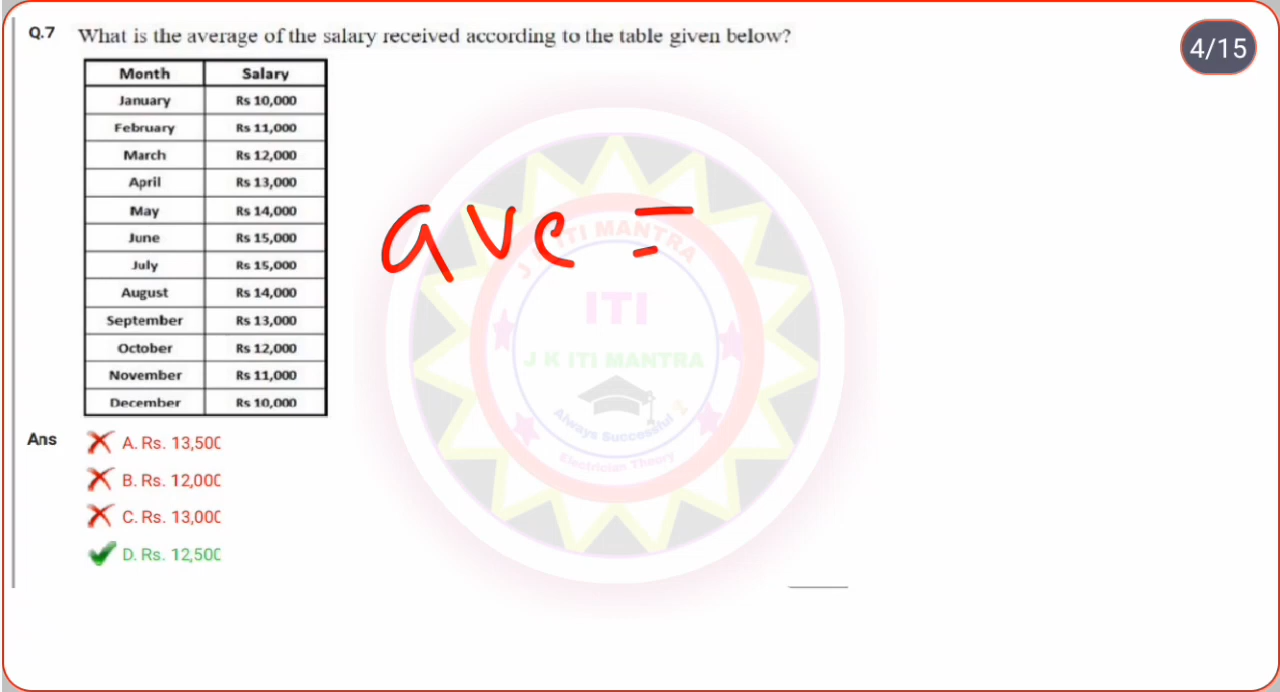 Q.7 What is the average of the salary received according to the table given below?
4/15
Month Salary
January Rs 10,000
February Rs 11,000
March Rs 12,000
April Rs 13,000
May Rs 14,000
June Rs 15,000
July Rs 15,000
August Rs 14,000
September Rs 13,000
October Rs 12,000
November Rs 11,000
December Rs 10,000
ave =
J K ITI MANTRA
ITI
J K ITI MANTRA
Always Successful
Electrician Theory
Ans A. Rs. 13,500
B. Rs. 12,000
C. Rs. 13,000
D. Rs. 12,500